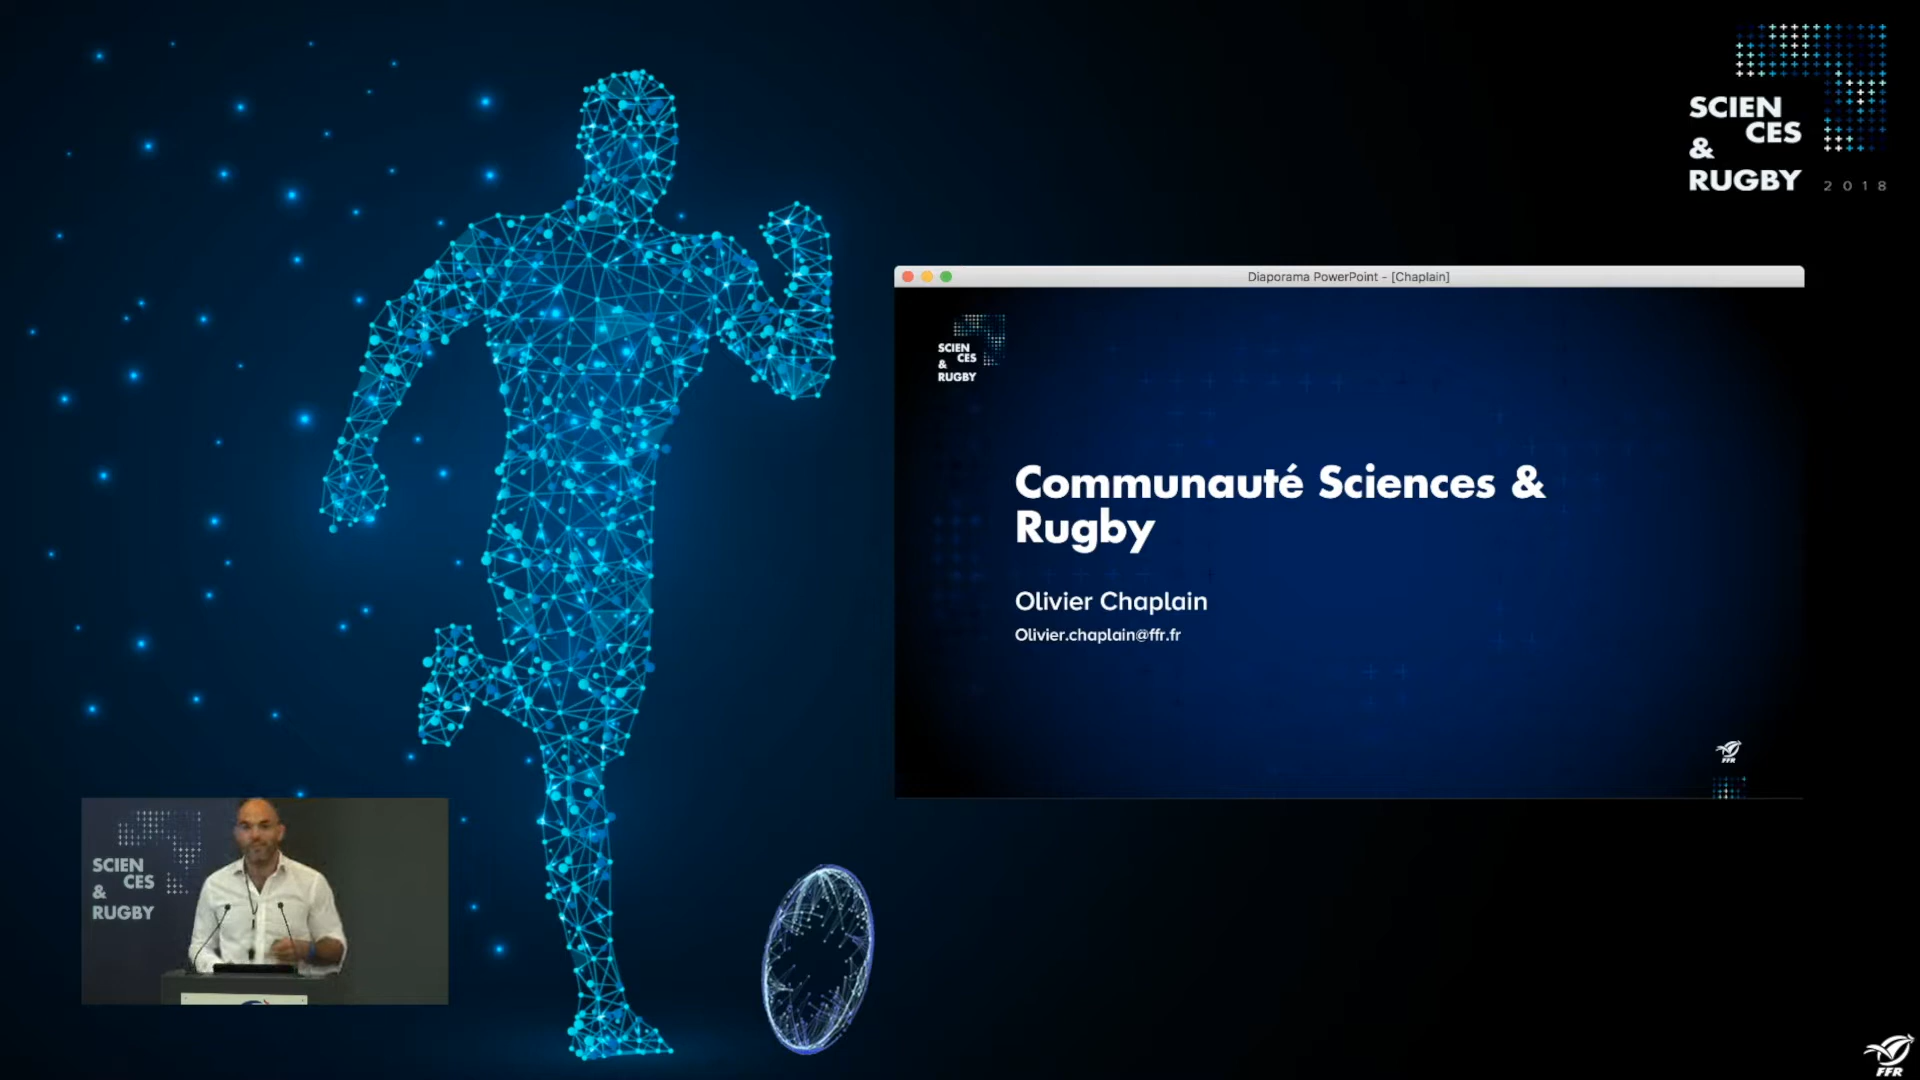 SCIEN
CES
&
RUGBY 2018
Diaporama PowerPoint - [Chaplain]
SCIEN
CES
&
RUGBY
Communauté Sciences &
Rugby
Olivier Chaplain
Olivier.chaplain@ffr.fr
FFR
SCIEN
CES
&
RUGBY
FFR